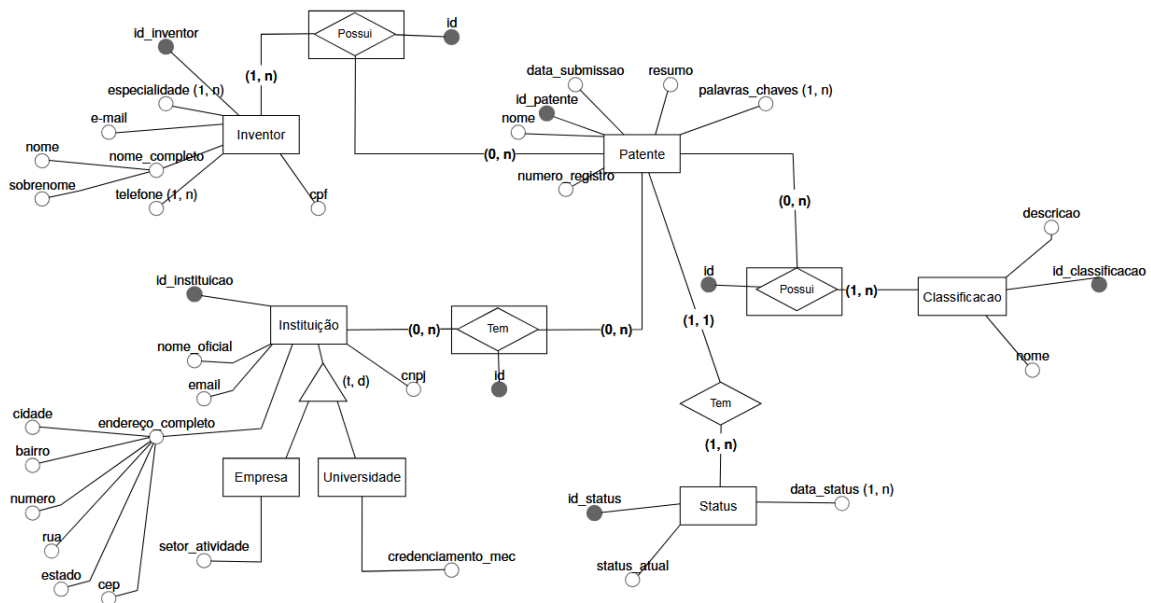 id
id_inventor
Possui
(1, n)
data_submissao
resumo
especialidade (1, n)
id_patente
palavras_chaves (1, n)
e-mail
nome
Inventor
nome
nome_completo
(0, n)
Patente
sobrenome
numero_registro
telefone (1, n)
cpf
(0, n)
descricao
id_instituicao
id
id_classificacao
Possui
(1, n)
Classificacao
Instituição
(0, n)
Tem
(0, n)
(1, 1)
nome_oficial
nome
email
(t, d)
cnpj
id
cidade
endereço_completo
Tem
bairro
(1, n)
Empresa
Universidade
numero
id_status
Status
data_status (1, n)
rua
setor_atividade
credenciamento_mec
status_atual
estado
cep